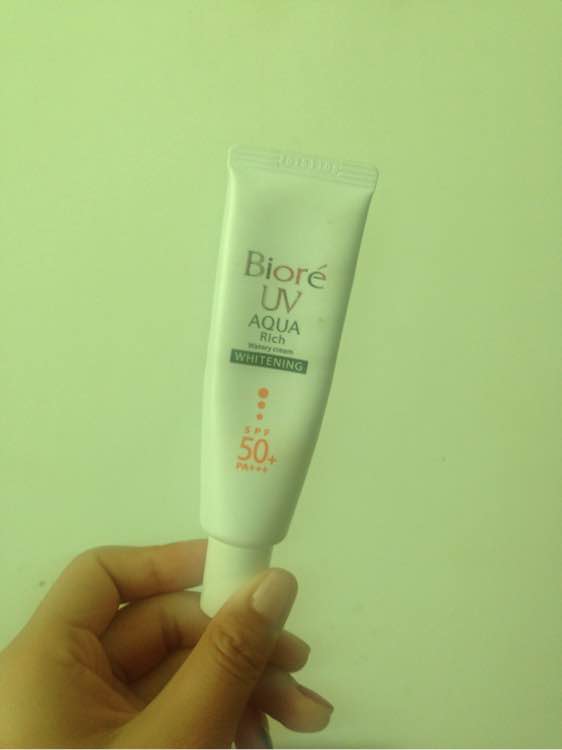 Bioré
UV
AQUA
Rich
Watery cream
WHITENING
SPF
50+
PA+++